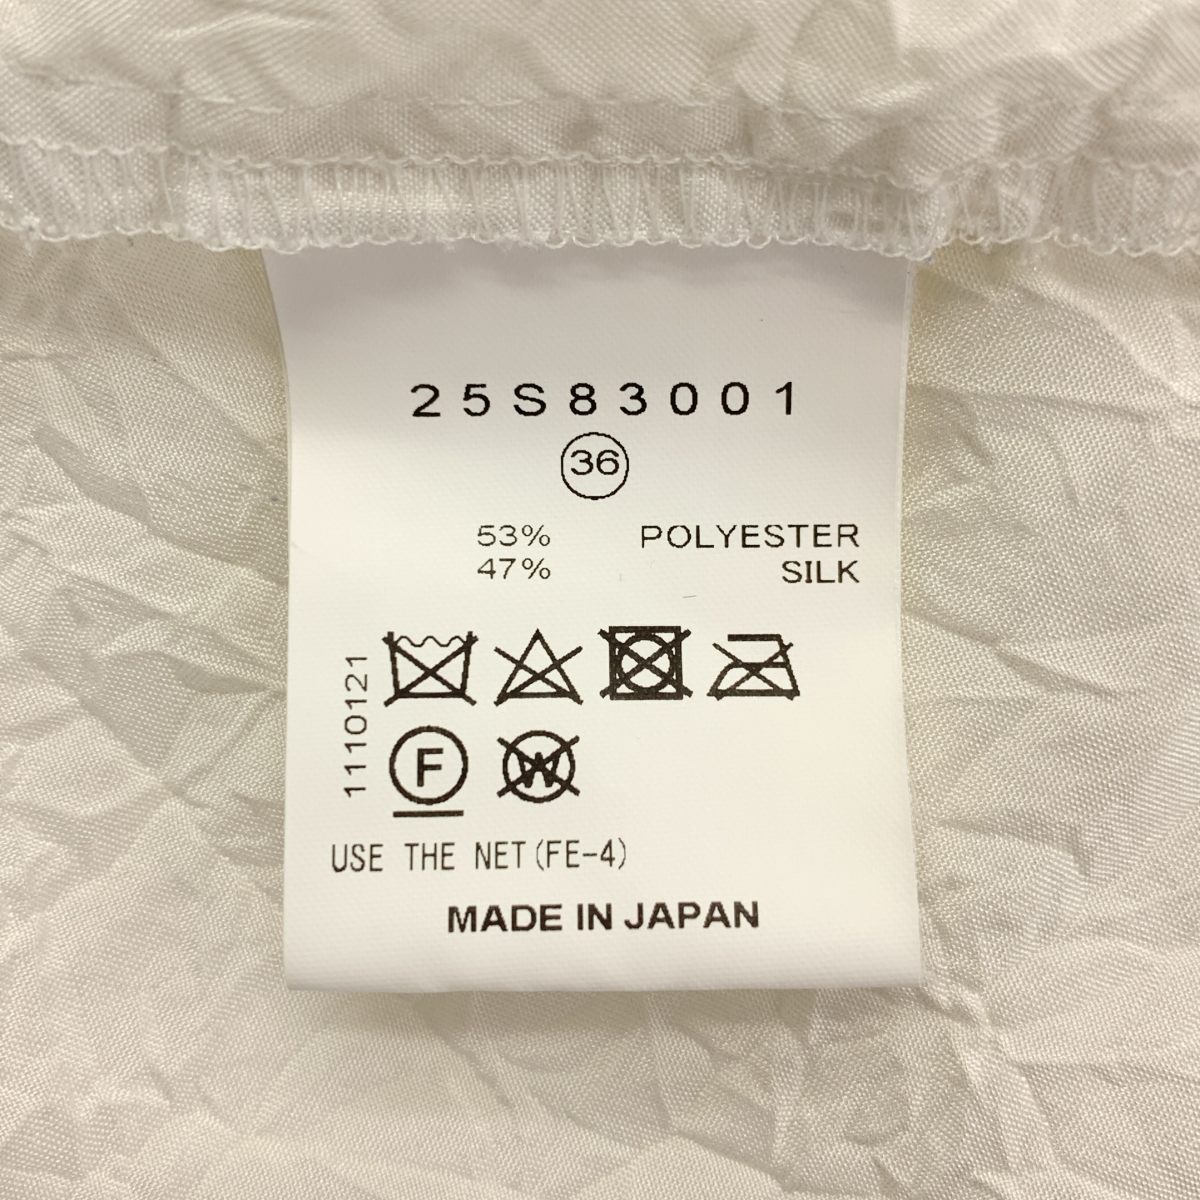 25S83001
36
53% POLYESTER
47% SILK
1110121
F
W
USE THE NET(FE-4)
MADE IN JAPAN